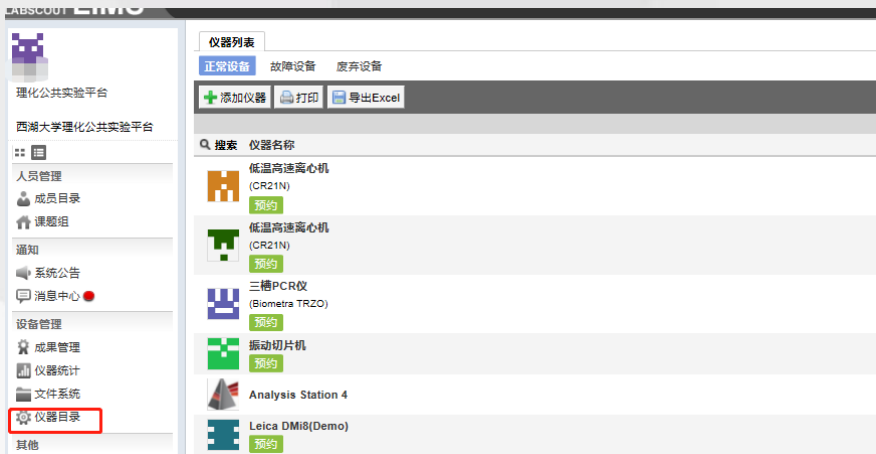 LABSCOUT LIMS
理化公共实验平台
西湖大学理化公共实验平台
人员管理
成员目录
课题组
通知
系统公告
消息中心
设备管理
成果管理
仪器统计
文件系统
仪器目录
其他
仪器列表
正常设备 故障设备 废弃设备
添加仪器 打印 导出Excel
搜索 仪器名称
低温高速离心机
(CR21N)
预约
低温高速离心机
(CR21N)
预约
三槽PCR仪
(Biometra TRZO)
预约
振动切片机
预约
Analysis Station 4
Leica DMi8(Demo)
预约